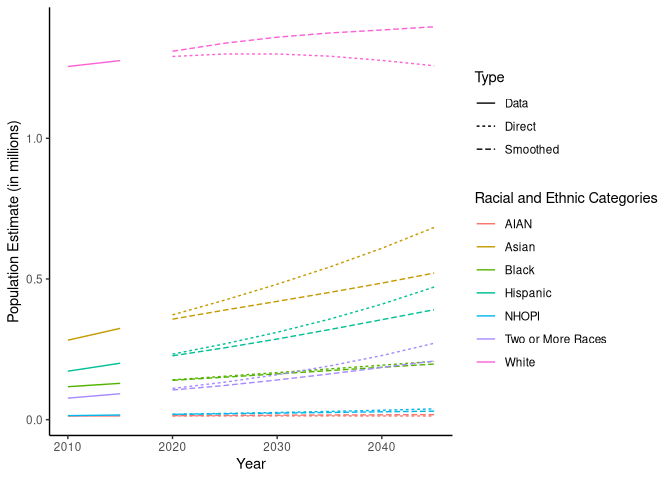 Population Estimate (in millions)
1.0
0.5
0.0
2010
2020
2030
2040
Year
Type
Data
Direct
Smoothed
Racial and Ethnic Categories
AIAN
Asian
Black
Hispanic
NHOPI
Two or More Races
White